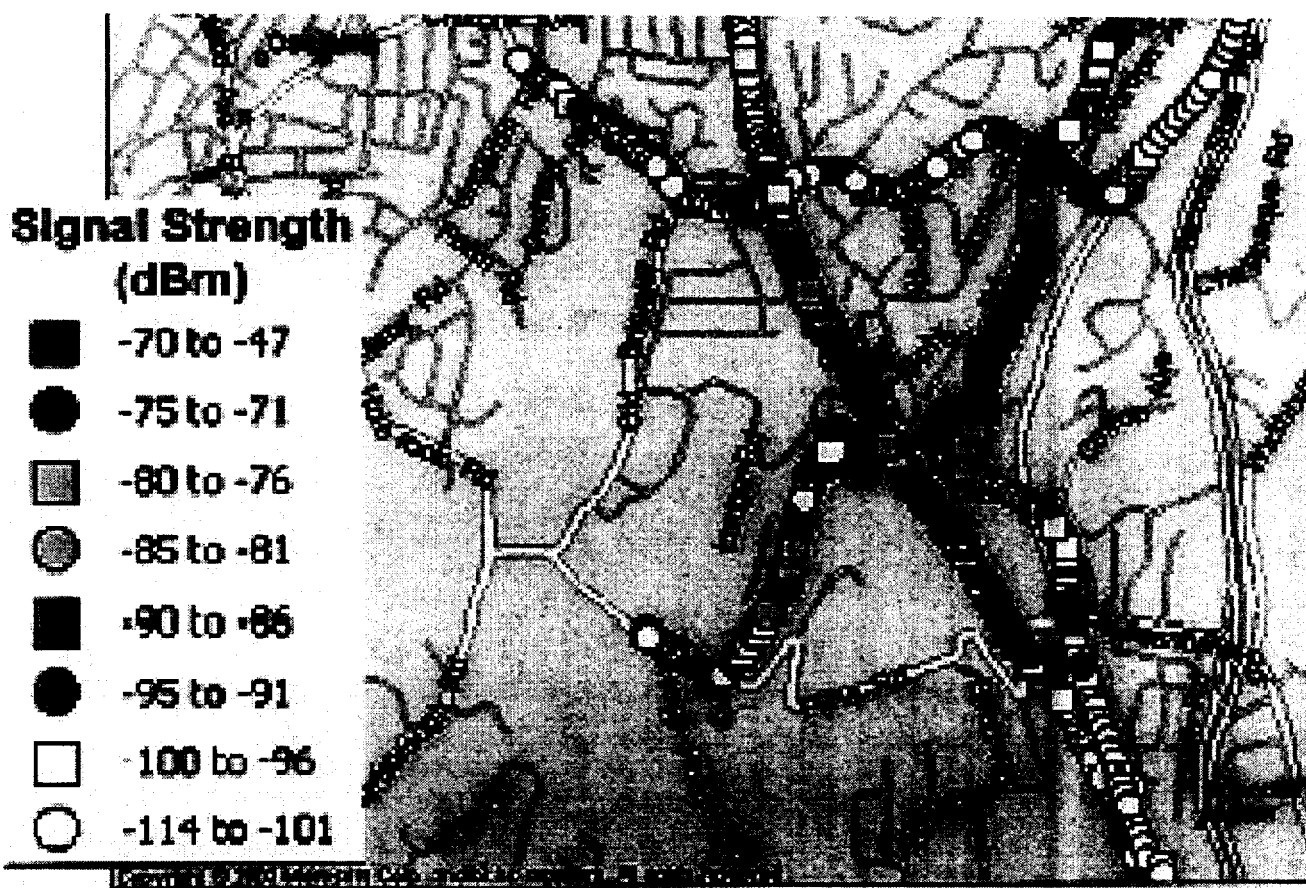 Signal Strength
(dBm)
-70 to -47
-75 to -71
-80 to -76
-85 to -81
-90 to -86
-95 to -91
-100 to -96
-114 to -101